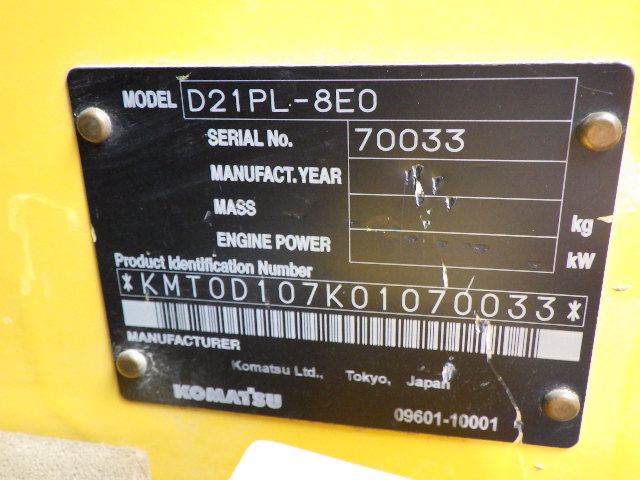 MODEL D21PL-8E0
SERIAL No. 70033
MANUFACT. YEAR
MASS kg
ENGINE POWER kW
Product Identification Number
*KMT0D107K01070033*
MANUFACTURER
Komatsu Ltd., Tokyo, Japan
KOMATSU
09601-10001